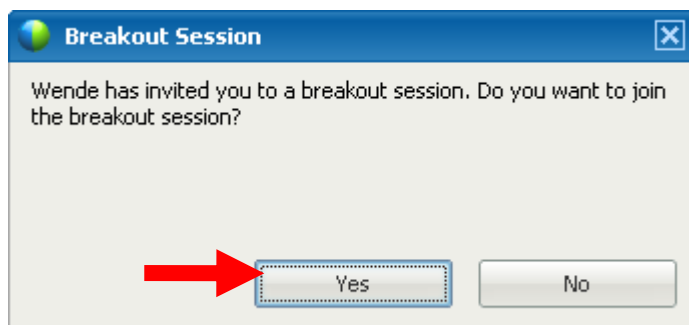 Breakout Session
Wende has invited you to a breakout session. Do you want to join
the breakout session?
Yes
No